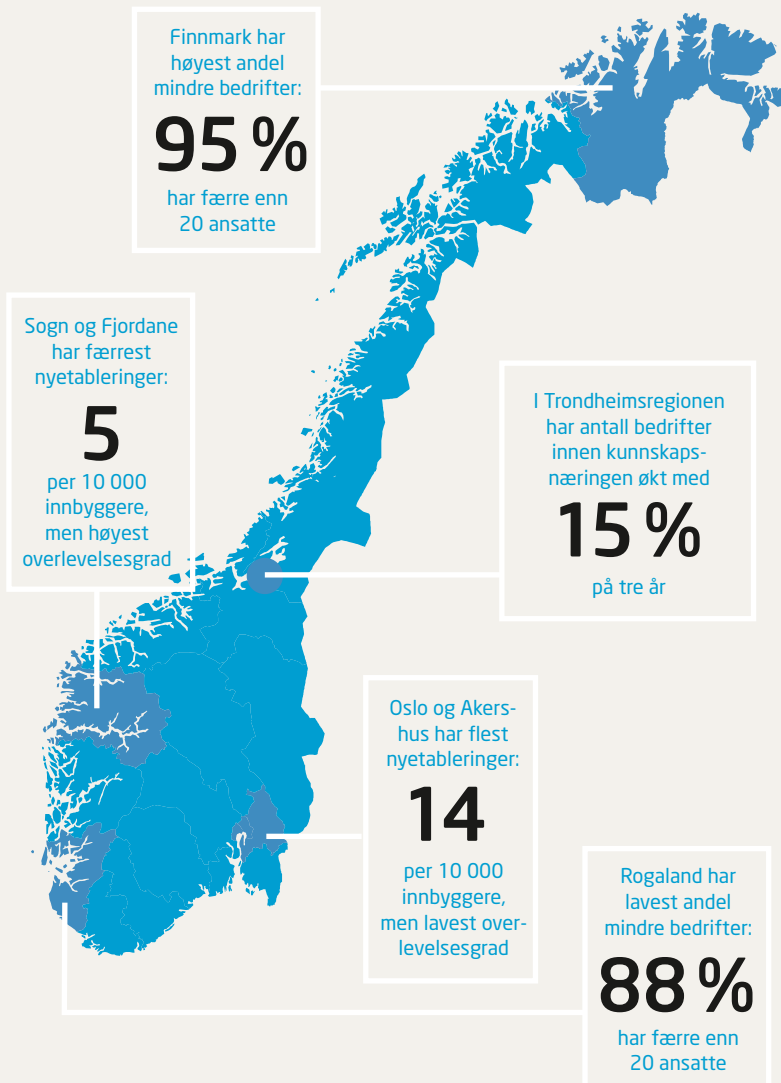 Finnmark har
høyest andel
mindre bedrifter:
95 %
har færre enn
20 ansatte
Sogn og Fjordane
har færrest
nyetableringer:
5
per 10 000
innbyggere,
men høyest
overlevelsesgrad
I Trondheimsregionen
har antall bedrifter
innen kunnskaps-
næringen økt med
15 %
på tre år
Oslo og Akers-
hus har flest
nyetableringer:
14
per 10 000
innbyggere,
men lavest over-
levelsesgrad
Rogaland har
lavest andel
mindre bedrifter:
88 %
har færre enn
20 ansatte